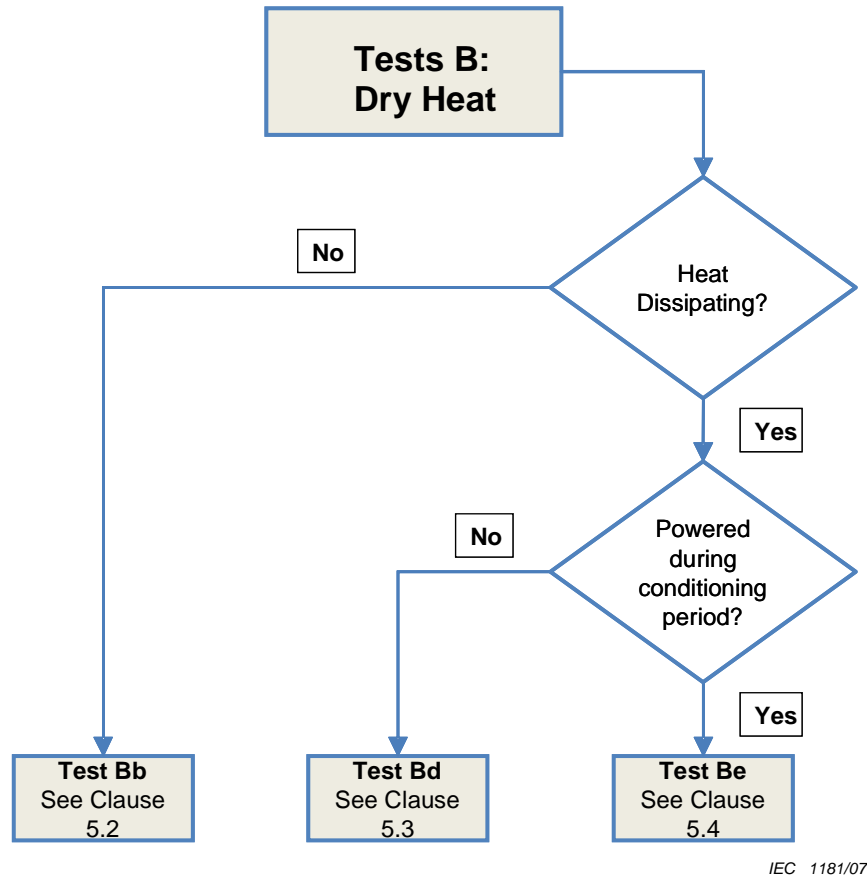 Tests B:
Dry Heat
No
Heat
Dissipating?
Yes
No
Powered
during
conditioning
period?
Yes
Test Bb
See Clause
5.2
Test Bd
See Clause
5.3
Test Be
See Clause
5.4
IEC 1181/07